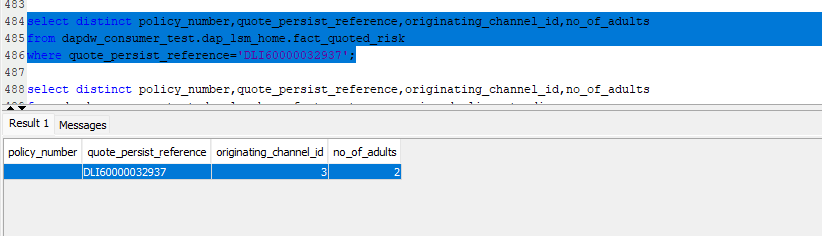 483
484 select distinct policy_number,quote_persist_reference,originating_channel_id,no_of_adults
485 from dapdw_consumer_test.dap_lsm_home.fact_quoted_risk
486 where quote_persist_reference='DLI60000032937';
487
488 select distinct policy_number,quote_persist_reference,originating_channel_id,no_of_adults
Result 1 Messages
policy_number quote_persist_reference originating_channel_id no_of_adults
DLI60000032937 3 2